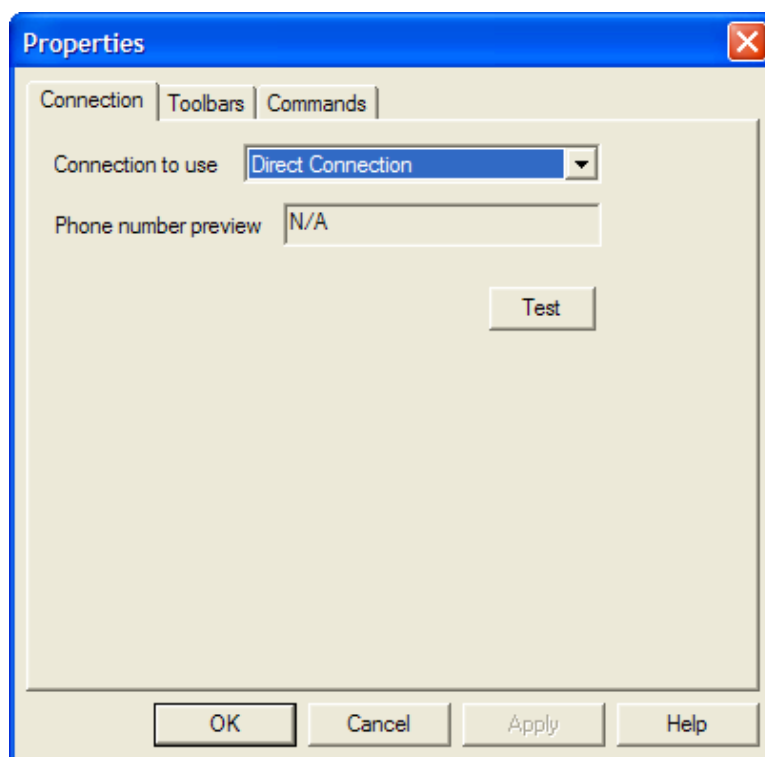 Properties
Connection Toolbars Commands
Connection to use Direct Connection
Phone number preview N/A
Test
OK Cancel Apply Help